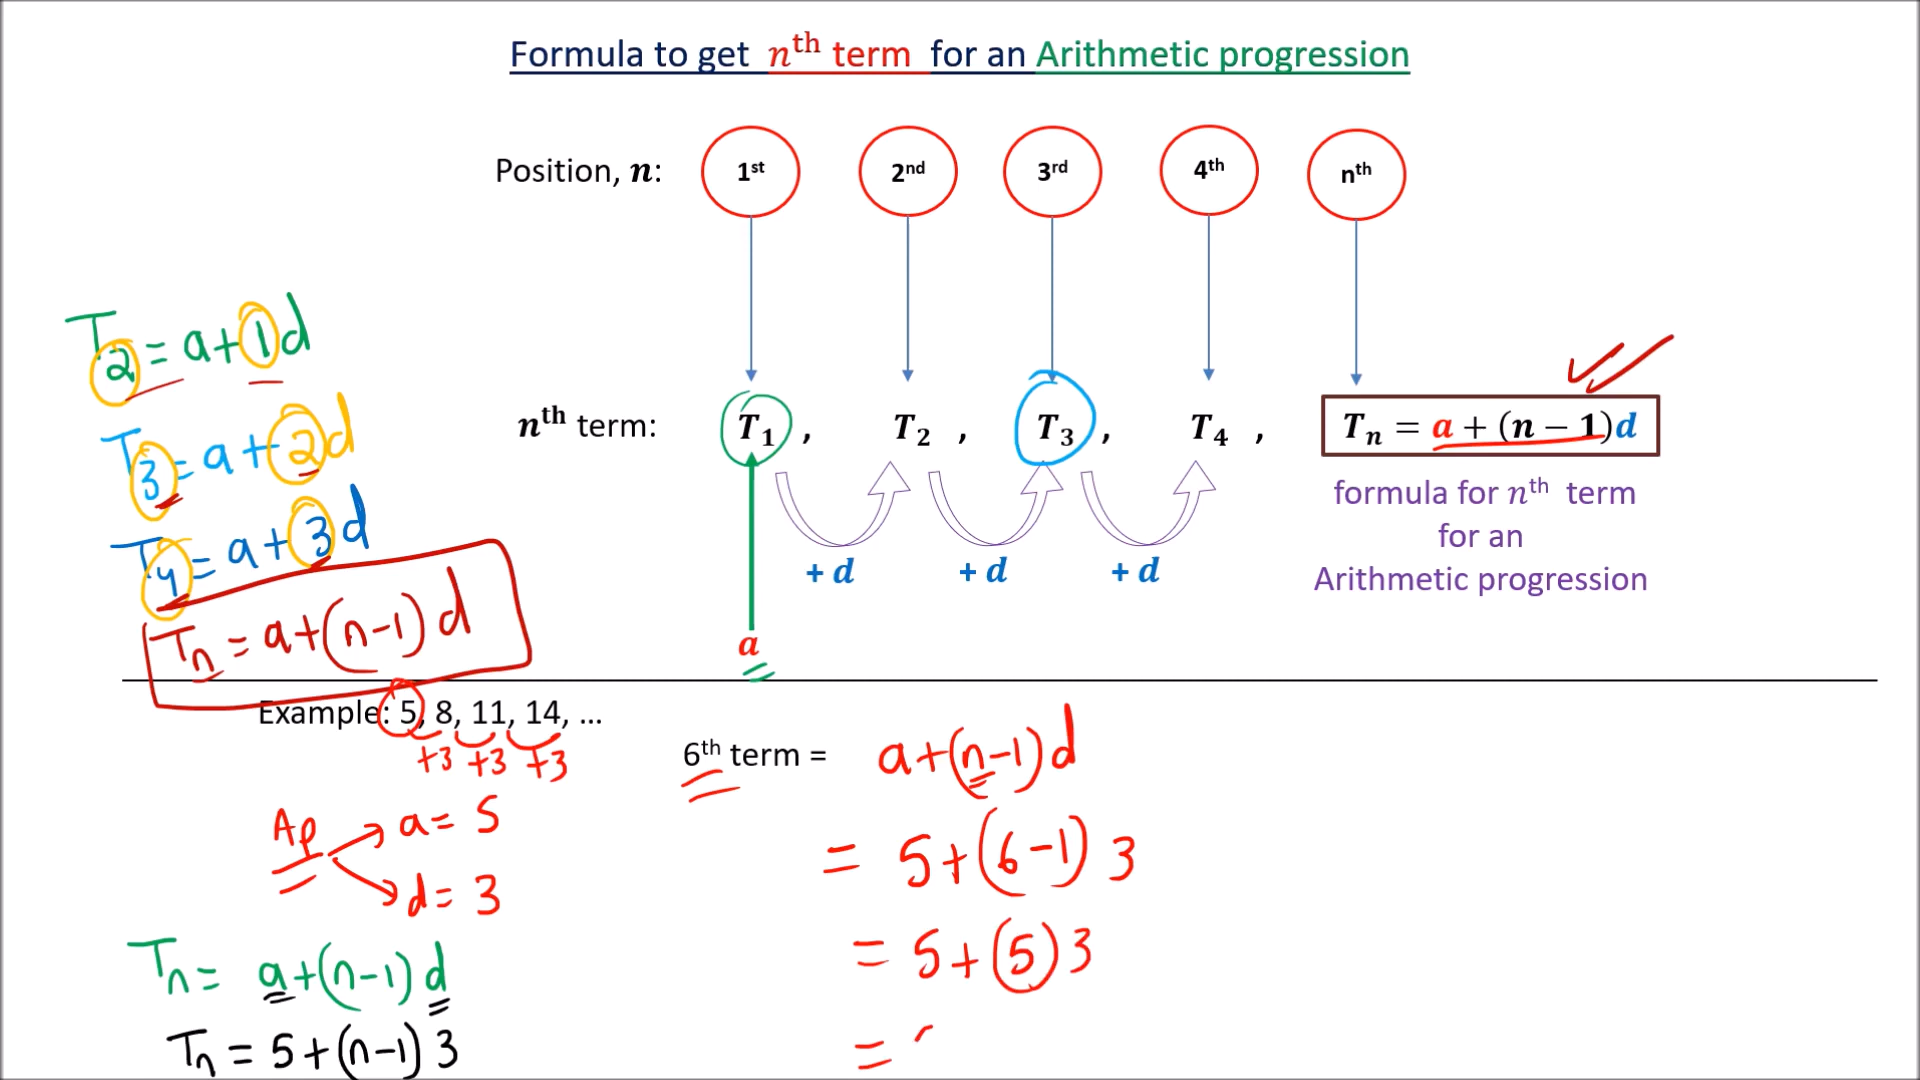 Formula to get nᵗʰ term for an Arithmetic progression
Position, n: 1ˢᵗ 2ⁿᵈ 3ʳᵈ 4ᵗʰ nᵗʰ
T₂ = a+1d
T₃ = a+2d
T₄ = a+3d
Tₙ = a+(n-1)d
nᵗʰ term: T₁ , T₂ , T₃ , T₄ , Tₙ = a + (n − 1)d
+ d + d + d
a
formula for nᵗʰ term
for an
Arithmetic progression
Example: 5, 8, 11, 14, ...
+3 +3 +3
AP
a= 5
d= 3
Tₙ = a+(n-1)d
Tₙ = 5+(n-1)3
6ᵗʰ term = a+(n-1)d
= 5+(6-1)3
= 5+(5)3
=